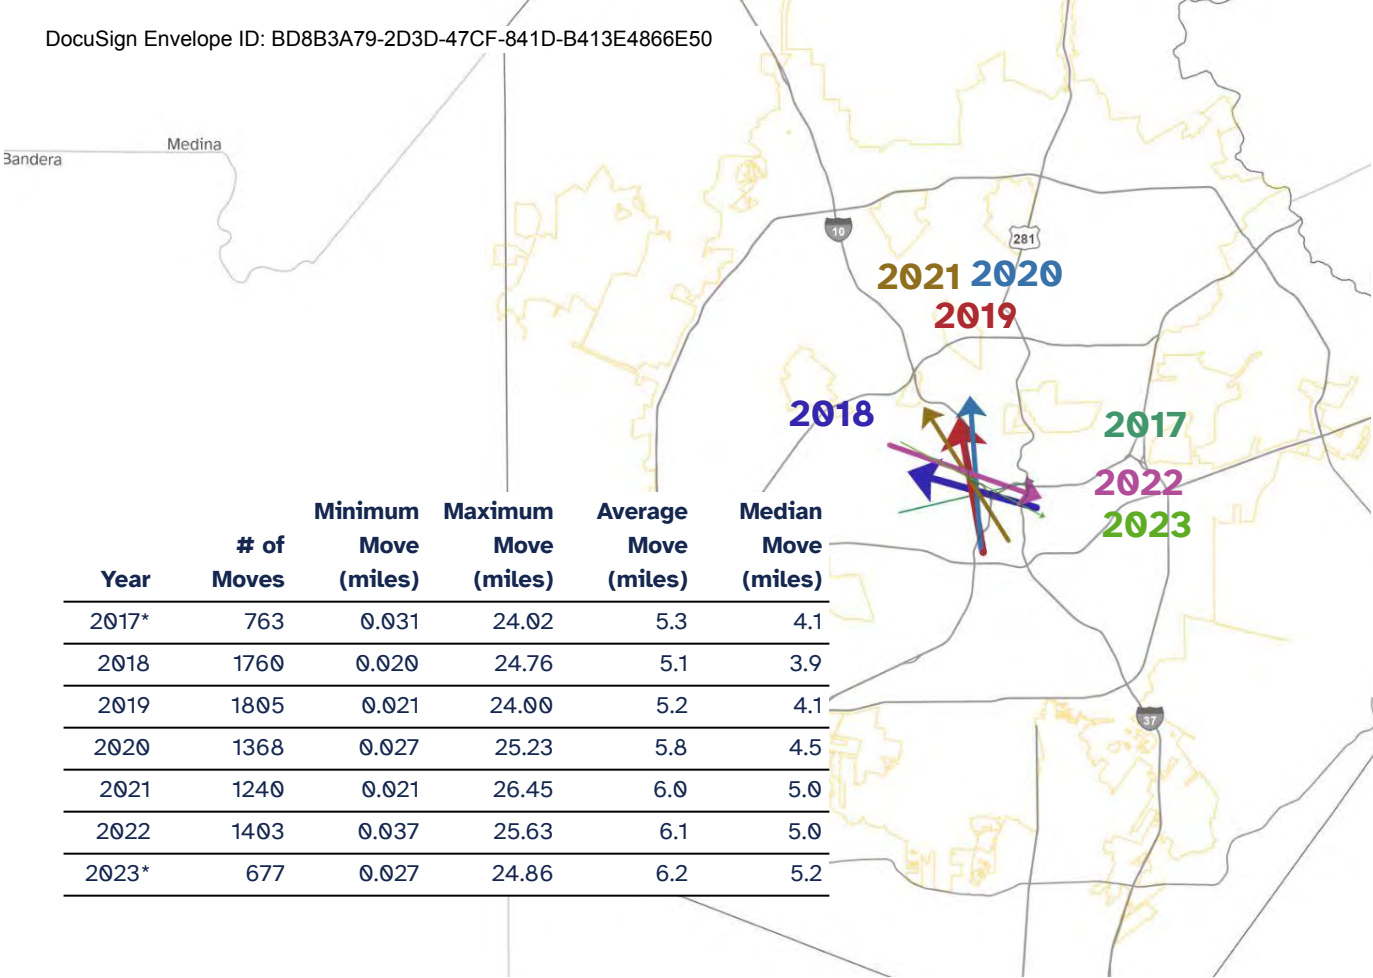 DocuSign Envelope ID: BD8B3A79-2D3D-47CF-841D-B413E4866E50
Medina
Bandera
10
281
2021 2020
2019
2018
2017
2022
2023
Minimum Maximum Average Median
# of Move Move Move Move
Year Moves (miles) (miles) (miles) (miles)
2017* 763 0.031 24.02 5.3 4.1
2018 1760 0.020 24.76 5.1 3.9
2019 1805 0.021 24.00 5.2 4.1
2020 1368 0.027 25.23 5.8 4.5
2021 1240 0.021 26.45 6.0 5.0
2022 1403 0.037 25.63 6.1 5.0
2023* 677 0.027 24.86 6.2 5.2
37